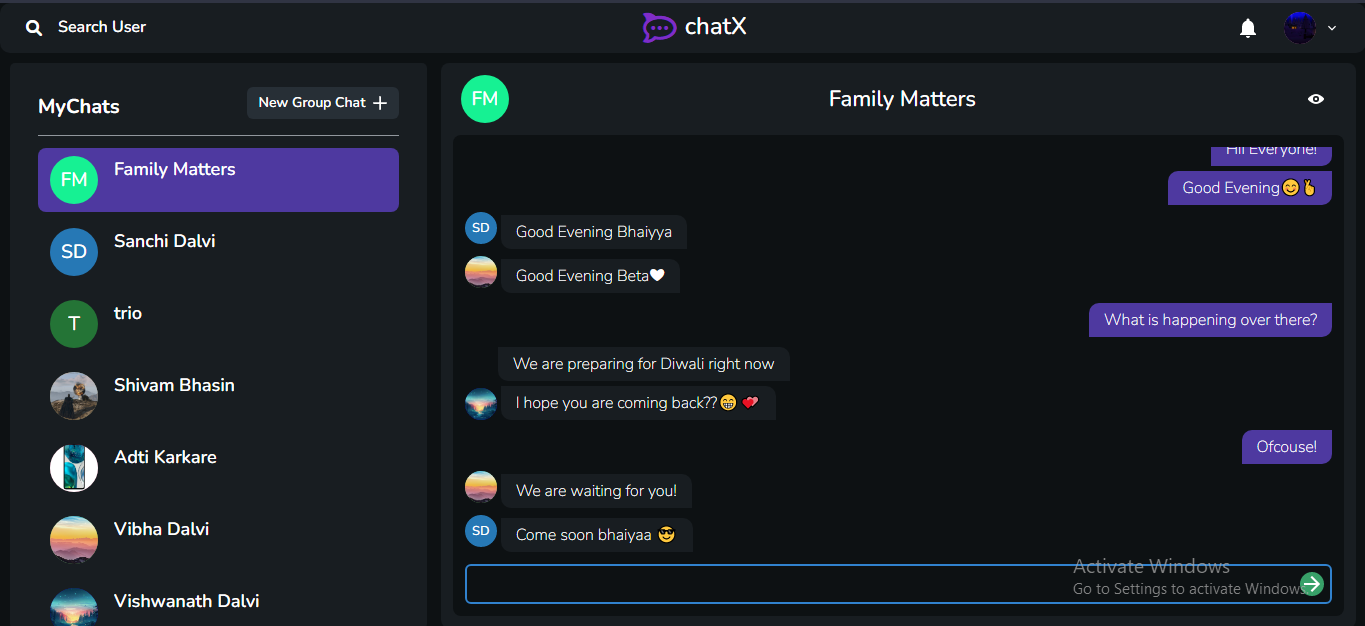 Search User
chatX
MyChats
New Group Chat +
FM
Family Matters
SD
Sanchi Dalvi
T
trio
Shivam Bhasin
Adti Karkare
Vibha Dalvi
Vishwanath Dalvi
FM
Family Matters
HII Everyone!
Good Evening😊🫰
SD
Good Evening Bhaiyya
Good Evening Beta🤍
What is happening over there?
We are preparing for Diwali right now
I hope you are coming back??😁 💕
Ofcouse!
We are waiting for you!
SD
Come soon bhaiyaa 😎
Activate Windows
Go to Settings to activate Windows.